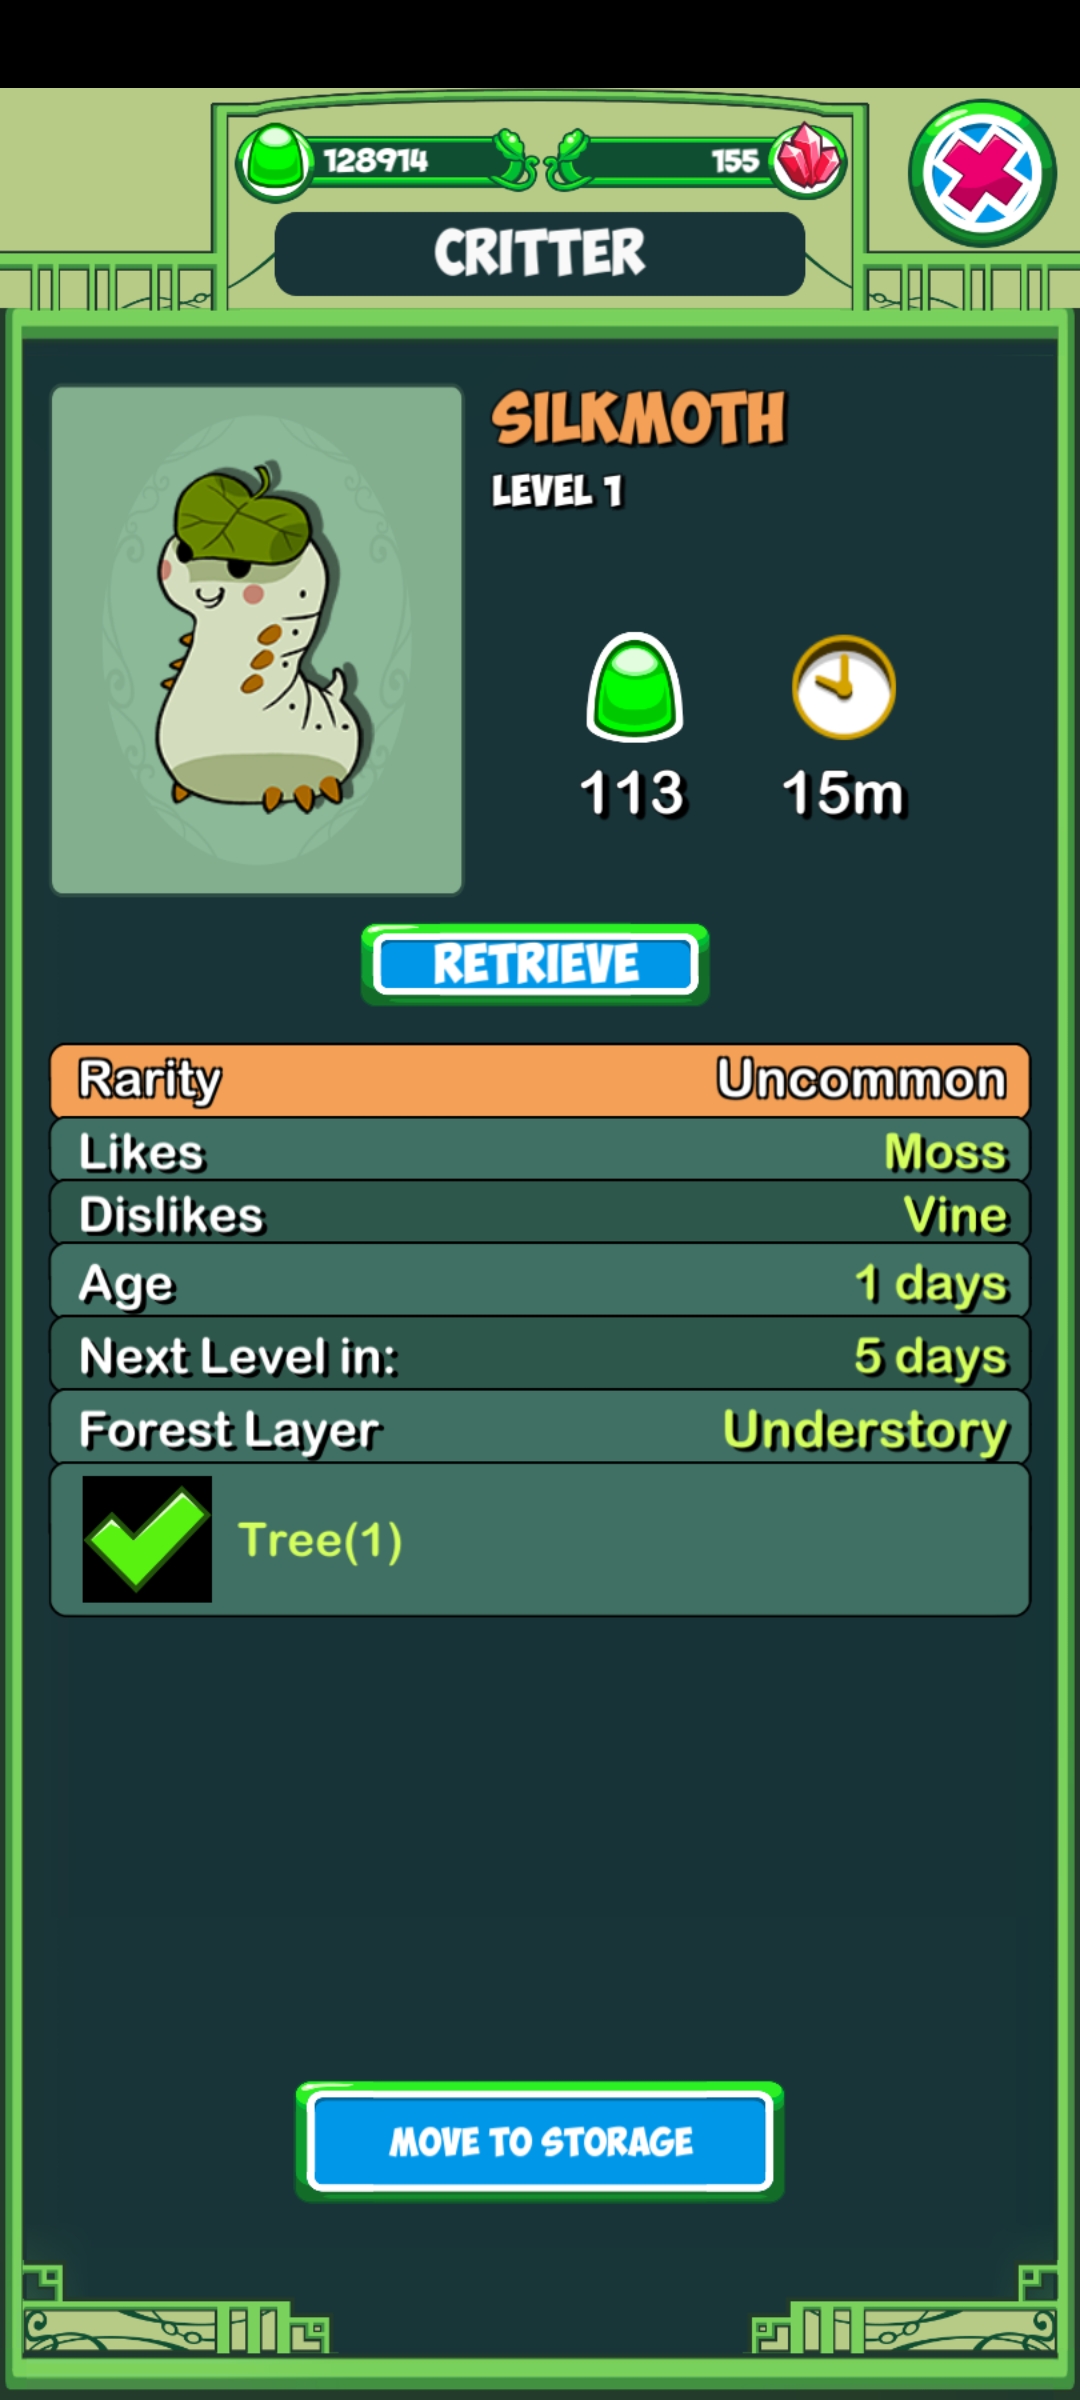 128914
155
CRITTER
SILKMOTH
LEVEL 1
113
15m
RETRIEVE
Rarity Uncommon
Likes Moss
Dislikes Vine
Age 1 days
Next Level in: 5 days
Forest Layer Understory
Tree(1)
MOVE TO STORAGE